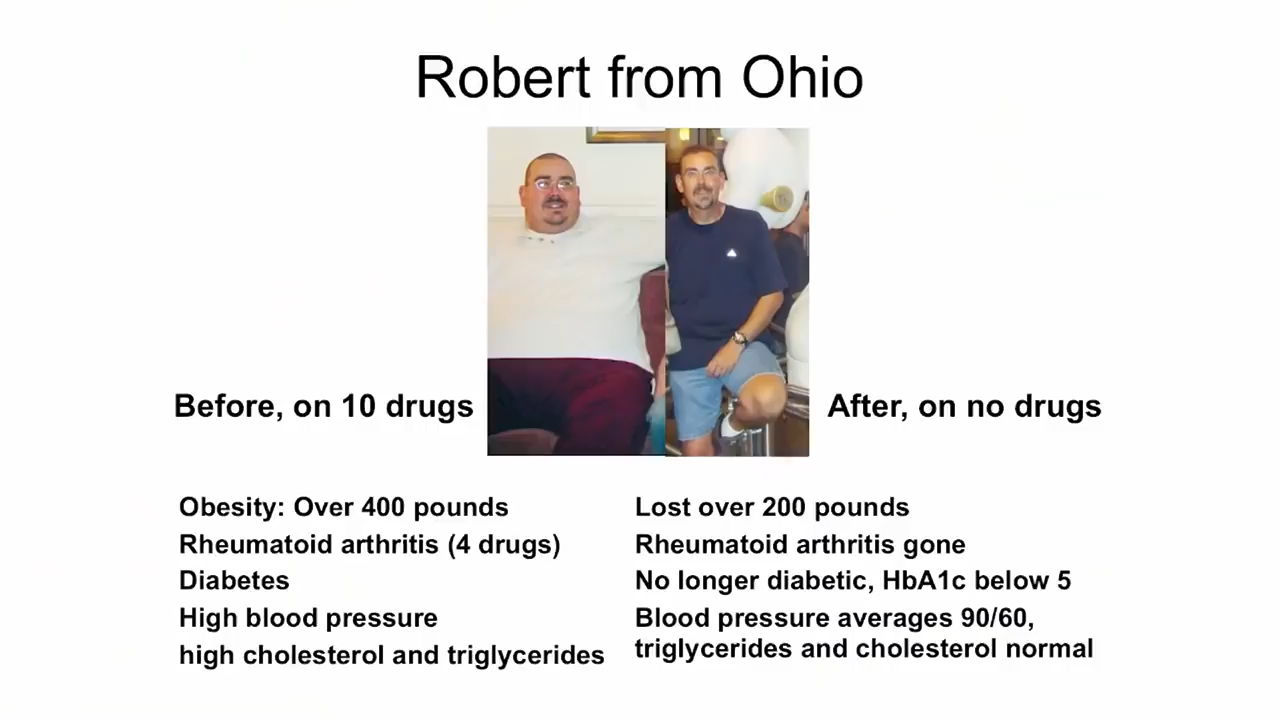 Robert from Ohio
Before, on 10 drugs
After, on no drugs
Obesity: Over 400 pounds
Rheumatoid arthritis (4 drugs)
Diabetes
High blood pressure
high cholesterol and triglycerides
Lost over 200 pounds
Rheumatoid arthritis gone
No longer diabetic, HbA1c below 5
Blood pressure averages 90/60,
triglycerides and cholesterol normal